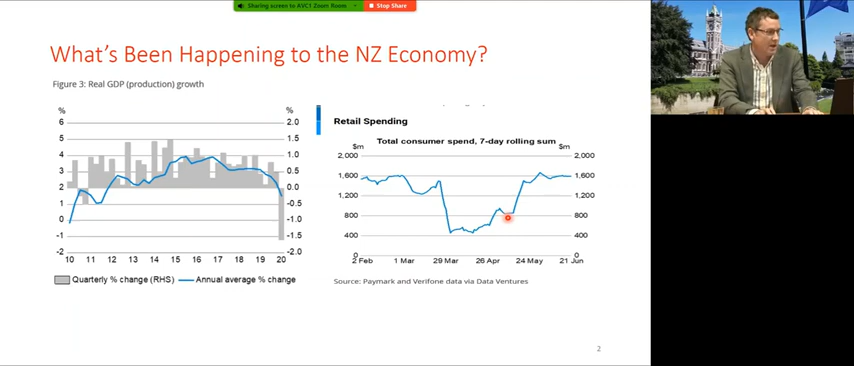 Sharing screen to AVC1 Zoom Room
Stop Share
What's Been Happening to the NZ Economy?
Figure 3: Real GDP (production) growth
% %
6 2.0
5 1.5
4 1.0
3 0.5
2 0.0
1 -0.5
0 -1.0
-1 -1.5
-2 -2.0
10 11 12 13 14 15 16 17 18 19 20
Quarterly % change (RHS) Annual average % change
Retail Spending
Total consumer spend, 7-day rolling sum
$m $m
2,000 2,000
1,600 1,600
1,200 1,200
800 800
400 400
0 0
2 Feb 1 Mar 29 Mar 26 Apr 24 May 21 Jun
Source: Paymark and Verifone data via Data Ventures
2